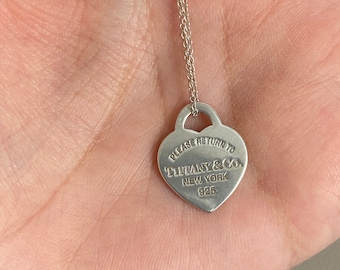 PLEASE RETURN TO
TIFFANY & CO.
NEW YORK
925